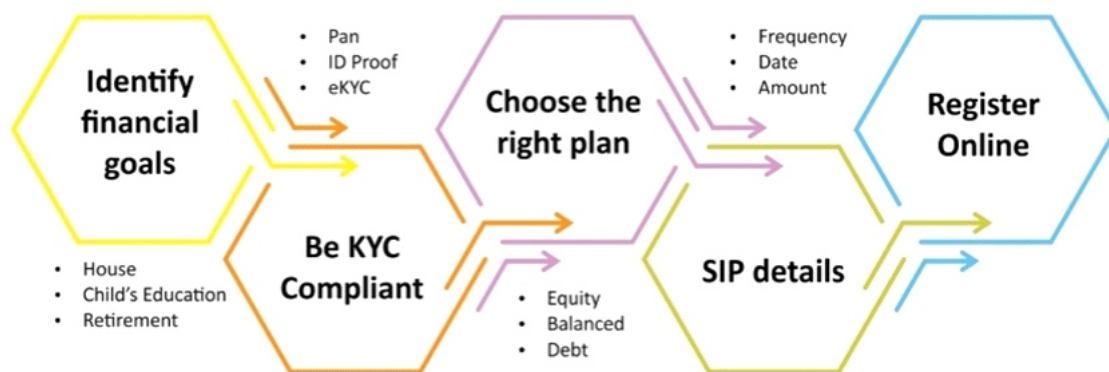 Identify
financial
goals
• House
• Child's Education
• Retirement
• Pan
• ID Proof
• eKYC
Be KYC
Compliant
Choose the
right plan
• Equity
• Balanced
• Debt
• Frequency
• Date
• Amount
SIP details
Register
Online